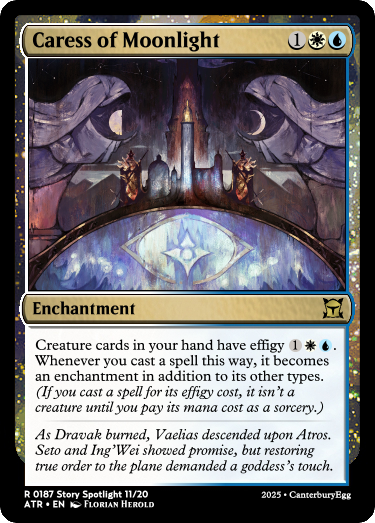 Caress of Moonlight 1
Enchantment
Creature cards in your hand have effigy 1 .
Whenever you cast a spell this way, it becomes
an enchantment in addition to its other types.
(If you cast a spell for its effigy cost, it isn't a
creature until you pay its mana cost as a sorcery.)
As Dravak burned, Vaelias descended upon Atros.
Seto and Ing'Wei showed promise, but restoring
true order to the plane demanded a goddess's touch.
R 0187 Story Spotlight 11/20
ATR • EN Florian Herold
2025 • CanterburyEgg